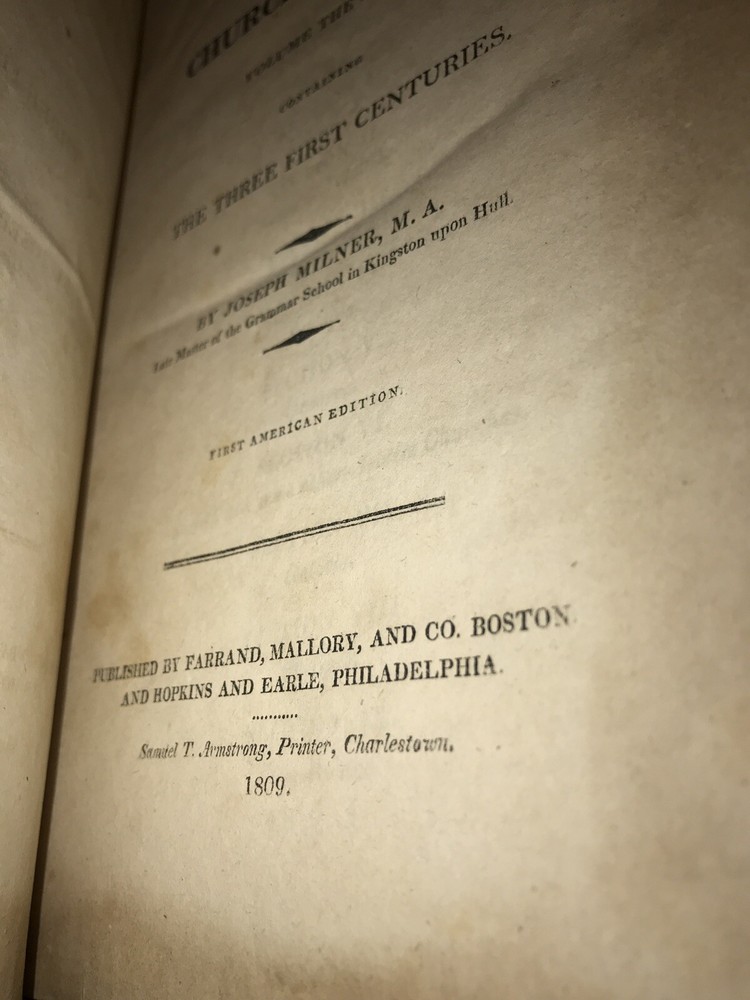 CHURCH
VOLUME THE
CONTAINING
THE THREE FIRST CENTURIES.
BY JOSEPH MILNER, M. A.
Late Master of the Grammar School in Kingston upon Hull.
FIRST AMERICAN EDITION.
PUBLISHED BY FARRAND, MALLORY, AND CO. BOSTON
AND HOPKINS AND EARLE, PHILADELPHIA.
Samuel T. Armstrong, Printer, Charlestown.
1809.